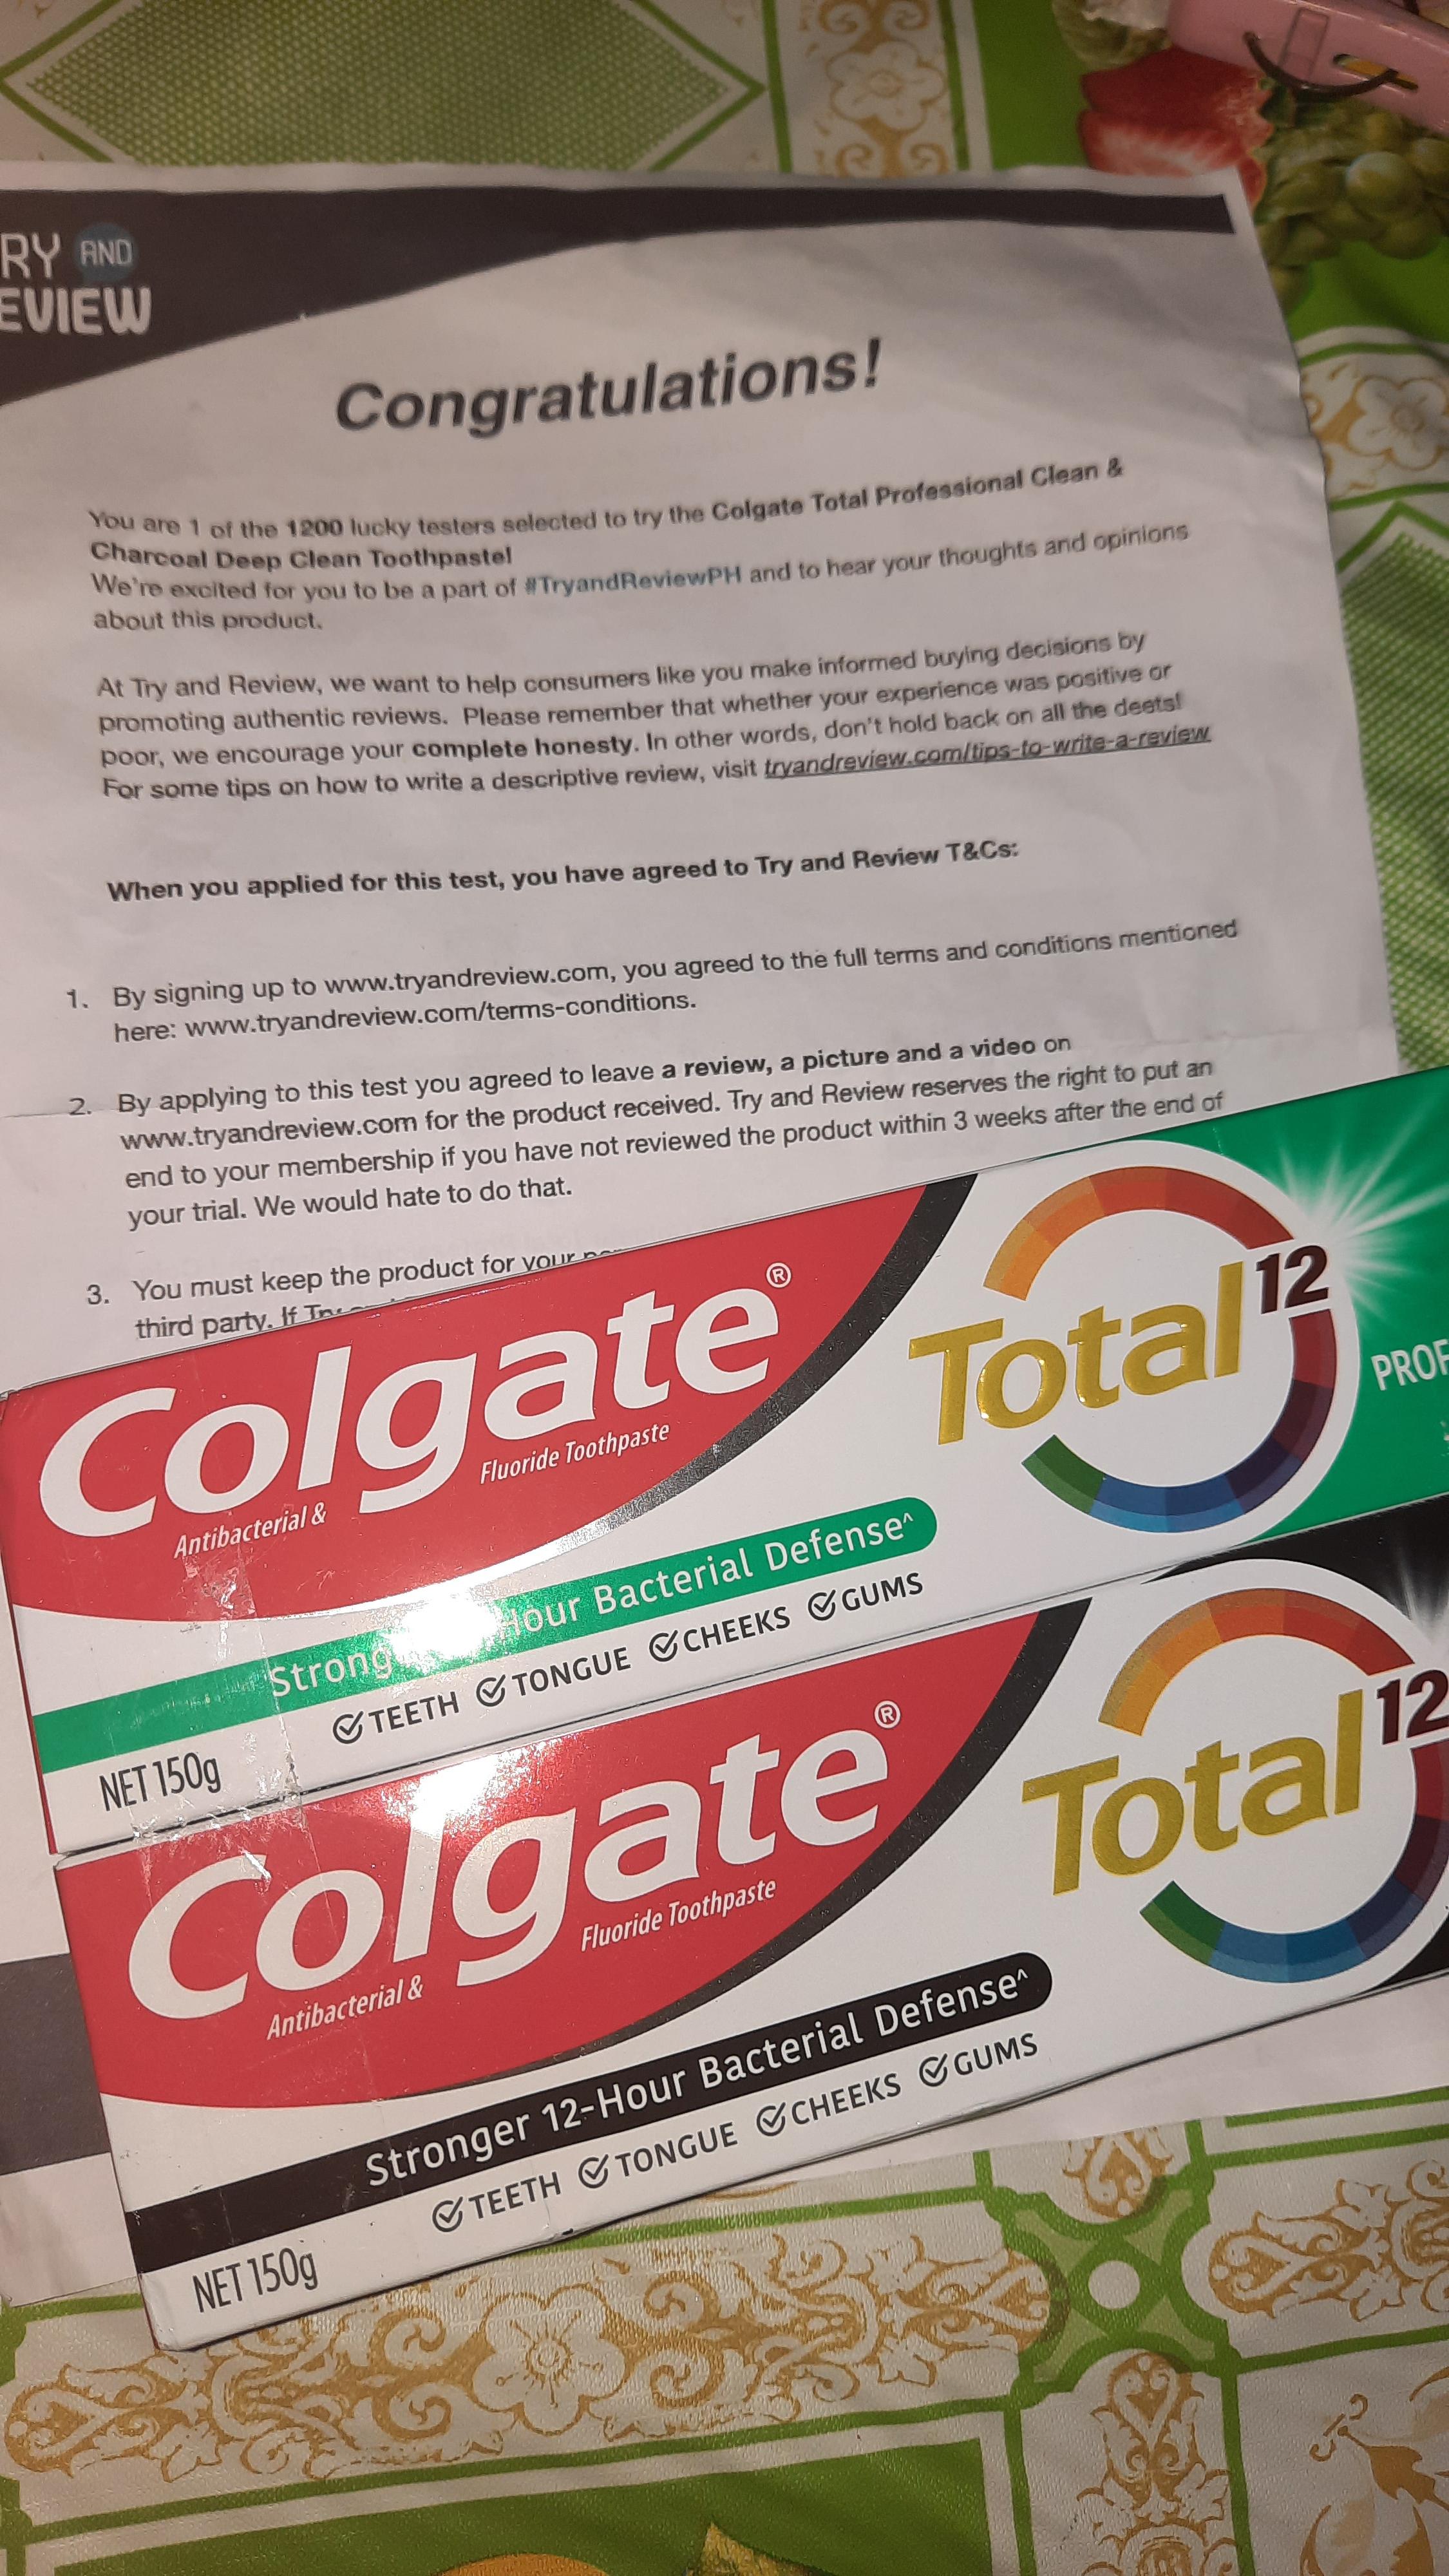 RY AND
EVIEW
Congratulations!
You are 1 of the 1200 lucky testers selected to try the Colgate Total Professional Clean &
Charcoal Deep Clean Toothpaste!
We're excited for you to be a part of #TryandReviewPH and to hear your thoughts and opinions
about this product.
At Try and Review, we want to help consumers like you make informed buying decisions by
promoting authentic reviews. Please remember that whether your experience was positive or
poor, we encourage your complete honesty. In other words, don't hold back on all the deets!
For some tips on how to write a descriptive review, visit tryandreview.com/tips-to-write-a-review
When you applied for this test, you have agreed to Try and Review T&Cs:
1. By signing up to www.tryandreview.com, you agreed to the full terms and conditions mentioned
here: www.tryandreview.com/terms-conditions.
2. By applying to this test you agreed to leave a review, a picture and a video on
www.tryandreview.com for the product received. Try and Review reserves the right to put an
end to your membership if you have not reviewed the product within 3 weeks after the end of
your trial. We would hate to do that.
3. You must keep the product for your
third party. If
Colgate®
Antibacterial & Fluoride Toothpaste
Total 12
PROF
Strong Hour Bacterial Defense^
TEETH TONGUE CHEEKS GUMS
NET 150g
Colgate®
Antibacterial & Fluoride Toothpaste
Total 12
Stronger 12-Hour Bacterial Defense^
TEETH TONGUE CHEEKS GUMS
NET 150g